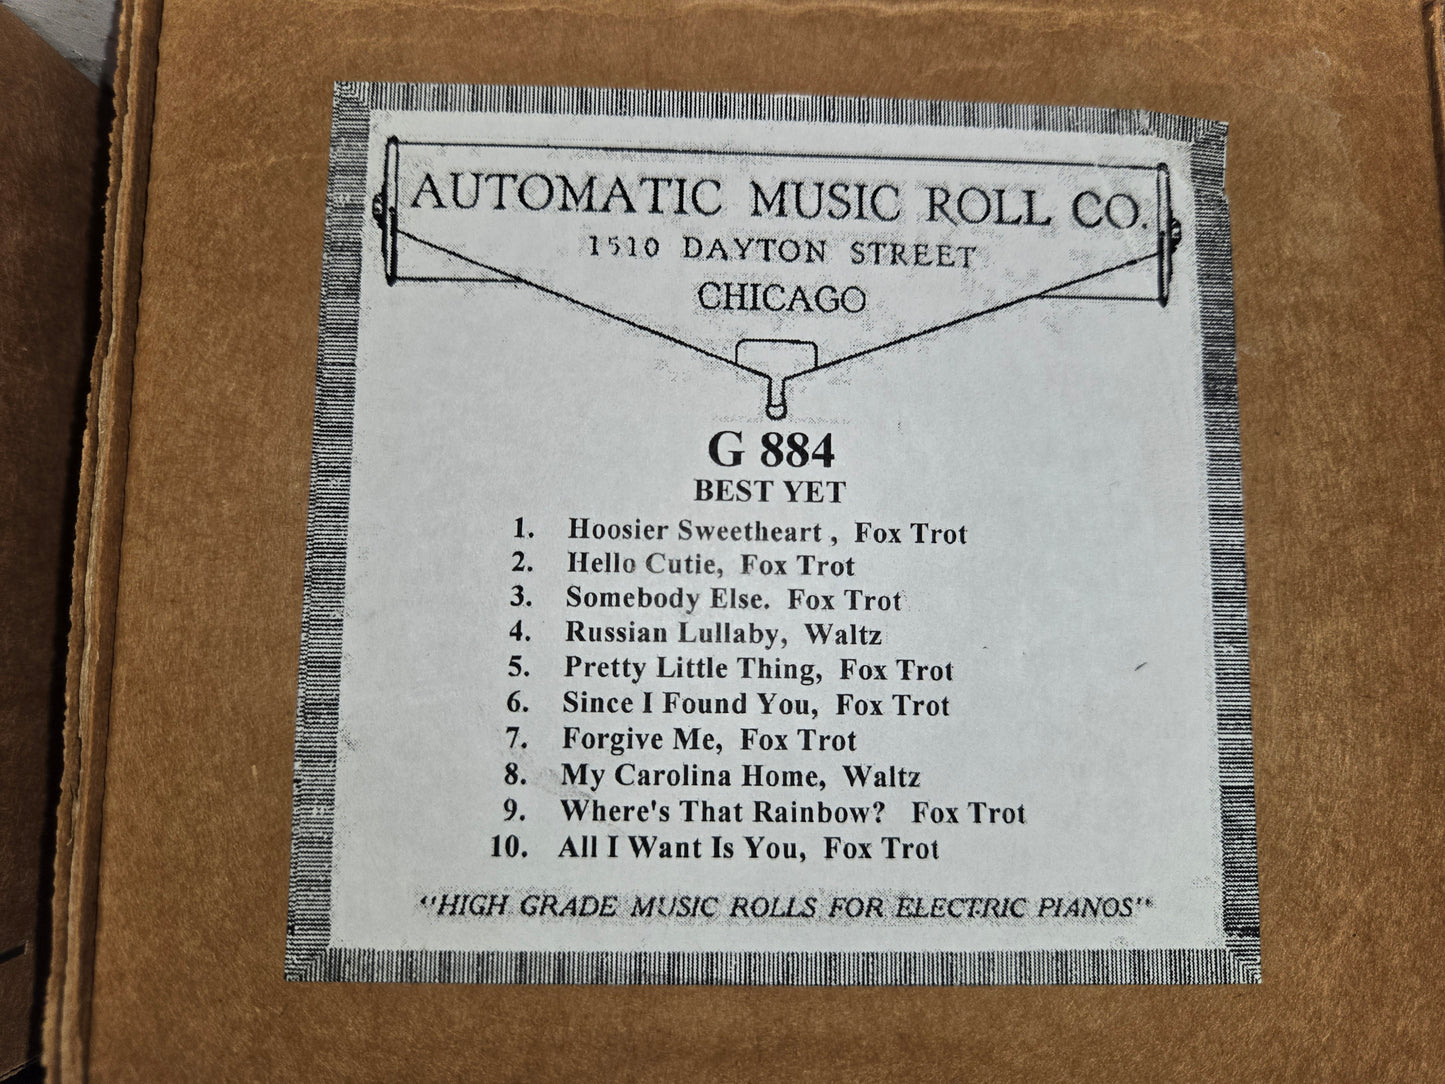 AUTOMATIC MUSIC ROLL CO.
1510 DAYTON STREET
CHICAGO
G 884
BEST YET
1. Hoosier Sweetheart , Fox Trot
2. Hello Cutie, Fox Trot
3. Somebody Else. Fox Trot
4. Russian Lullaby, Waltz
5. Pretty Little Thing, Fox Trot
6. Since I Found You, Fox Trot
7. Forgive Me, Fox Trot
8. My Carolina Home, Waltz
9. Where's That Rainbow? Fox Trot
10. All I Want Is You, Fox Trot
"HIGH GRADE MUSIC ROLLS FOR ELECTRIC PIANOS"